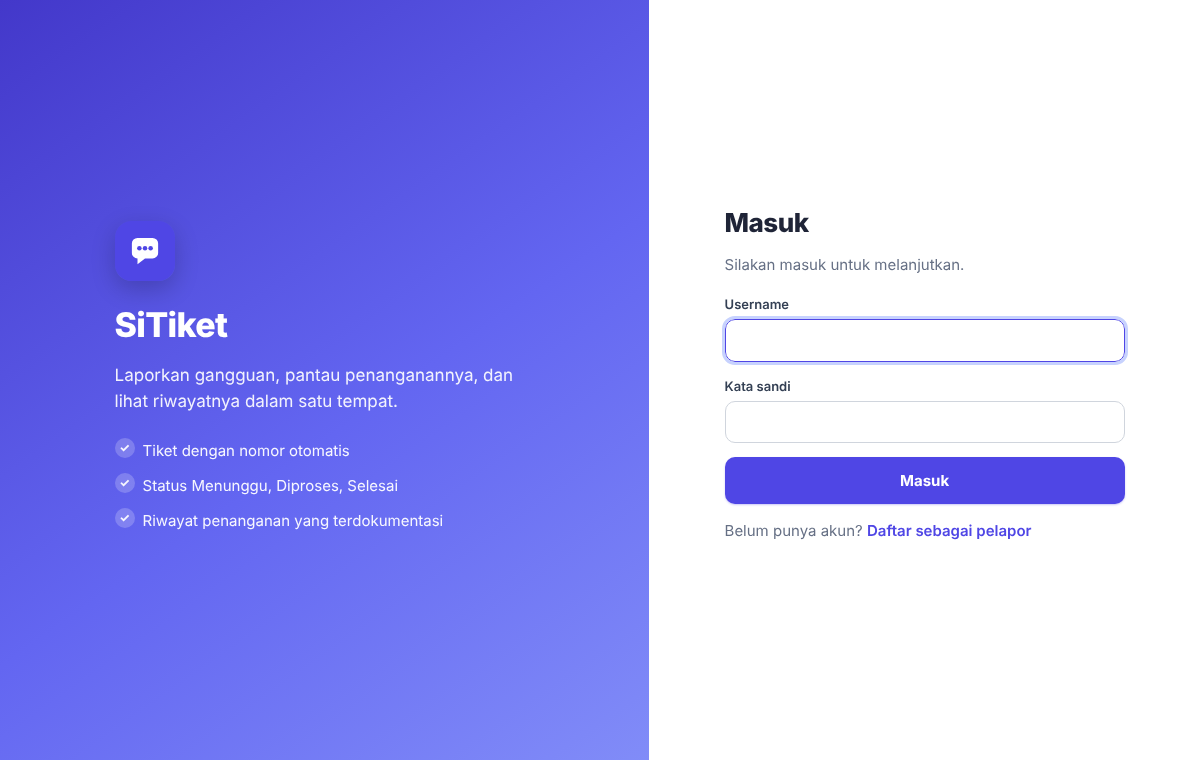 SiTiket
Laporkan gangguan, pantau penanganannya, dan
lihat riwayatnya dalam satu tempat.
Tiket dengan nomor otomatis
Status Menunggu, Diproses, Selesai
Riwayat penanganan yang terdokumentasi
Masuk
Silakan masuk untuk melanjutkan.
Username
Kata sandi
Masuk
Belum punya akun? Daftar sebagai pelapor